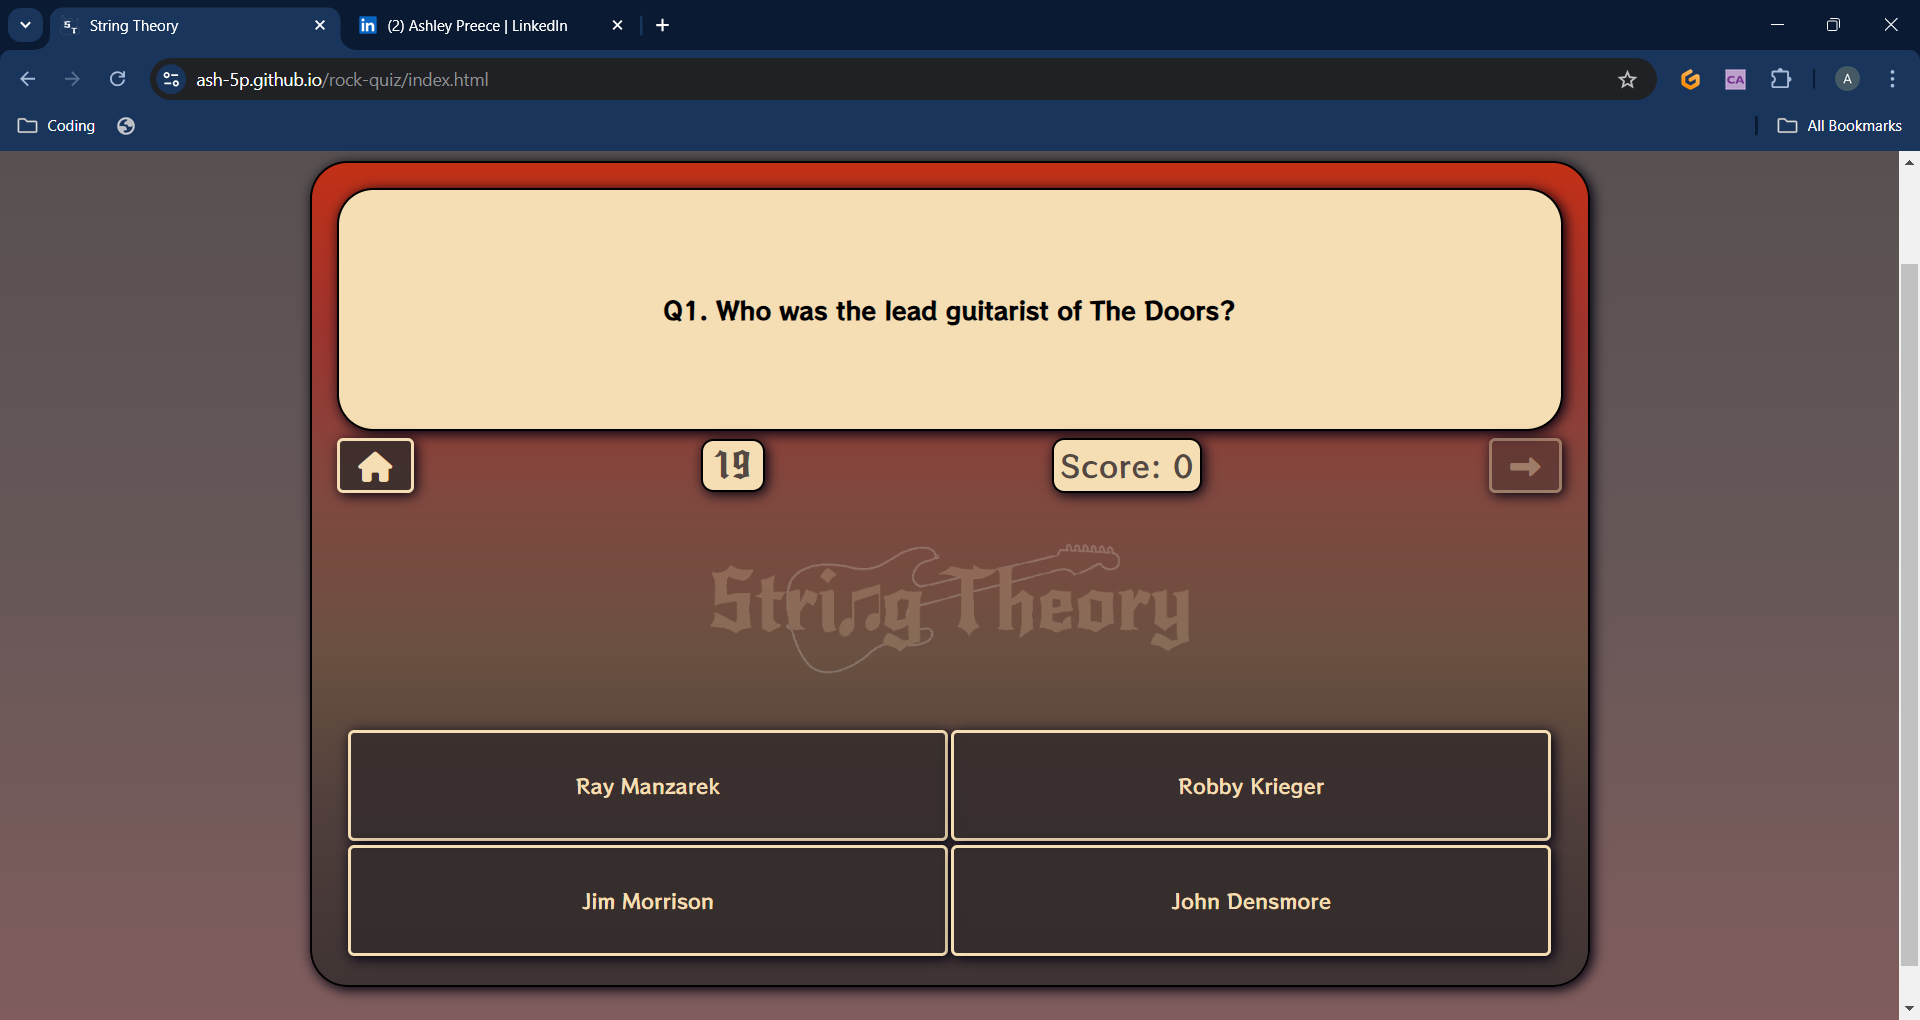 String Theory
(2) Ashley Preece | LinkedIn
ash-5p.github.io/rock-quiz/index.html
CA
A
Coding
All Bookmarks
Q1. Who was the lead guitarist of The Doors?
19
Score: 0
String Theory
Ray Manzarek
Robby Krieger
Jim Morrison
John Densmore